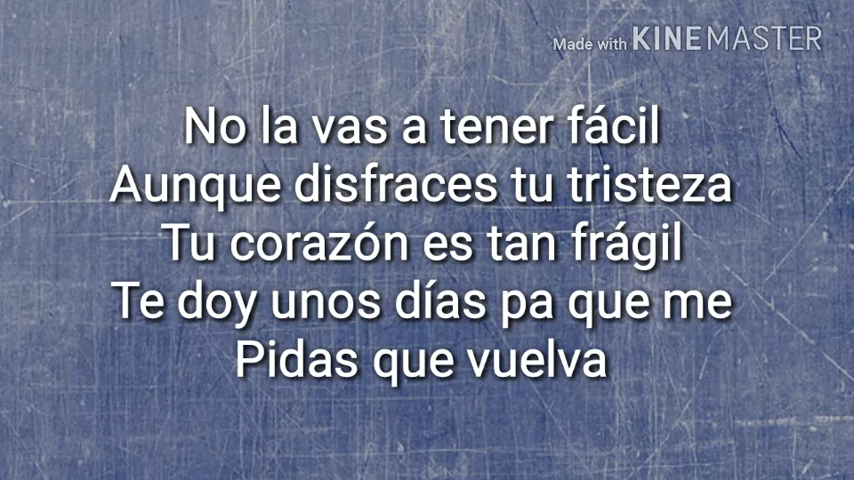 Made with KINEMASTER
No la vas a tener fácil
Aunque disfraces tu tristeza
Tu corazón es tan frágil
Te doy unos días pa que me
Pidas que vuelva